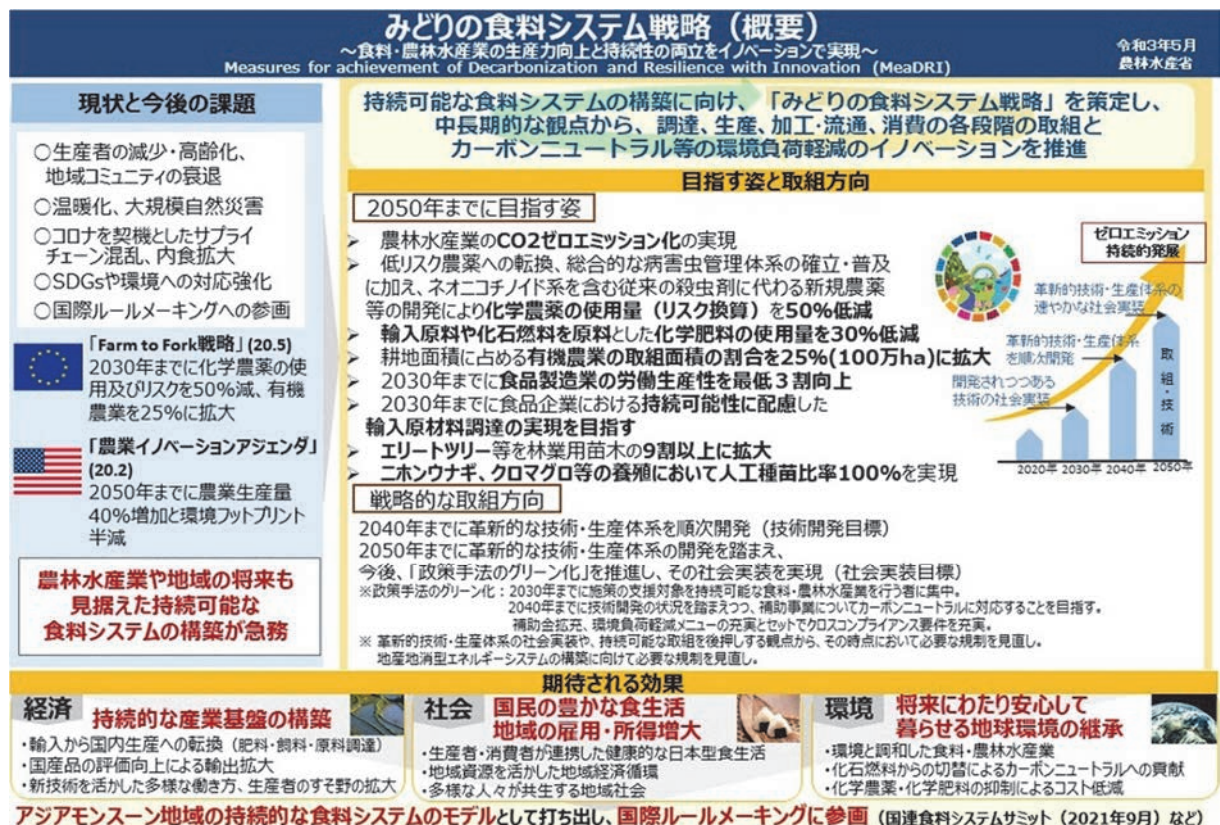 みどりの食料システム戦略(概要)
~食料・農林水産業の生産力向上と持続性の両立をイノベーションで実現~
Measures for achievement of Decarbonization and Resilience with Innovation (MeaDRI)
令和3年5月
農林水産省
現状と今後の課題
○生産者の減少・高齢化、
地域コミュニティの衰退
○温暖化、大規模自然災害
○コロナを契機としたサプライ
チェーン混乱、内食拡大
○SDGsや環境への対応強化
○国際ルールメーキングへの参画
「Farm to Fork戦略」(20.5)
2030年までに化学農薬の使
用及びリスクを50%減、有機
農業を25%に拡大
「農業イノベーションアジェンダ」
(20.2)
2050年までに農業生産量
40%増加と環境フットプリント
半減
農林水産業や地域の将来も
見据えた持続可能な
食料システムの構築が急務
持続可能な食料システムの構築に向け、「みどりの食料システム戦略」を策定し、
中長期的な観点から、調達、生産、加工・流通、消費の各段階の取組と
カーボンニュートラル等の環境負荷軽減のイノベーションを推進
目指す姿と取組方向
2050年までに目指す姿
➢ 農林水産業のCO2ゼロエミッション化の実現
➢ 低リスク農薬への転換、総合的な病害虫管理体系の確立・普及
に加え、ネオニコチノイド系を含む従来の殺虫剤に代わる新規農薬
等の開発により化学農薬の使用量(リスク換算)を50%低減
➢ 輸入原料や化石燃料を原料とした化学肥料の使用量を30%低減
➢ 耕地面積に占める有機農業の取組面積の割合を25%(100万ha)に拡大
➢ 2030年までに食品製造業の労働生産性を最低3割向上
➢ 2030年までに食品企業における持続可能性に配慮した
輸入原材料調達の実現を目指す
➢ エリートツリー等を林業用苗木の9割以上に拡大
➢ ニホンウナギ、クロマグロ等の養殖において人工種苗比率100%を実現
ゼロエミッション
持続的発展
革新的技術・生産体系の
速やかな社会実装
革新的技術・生産体系
を順次開発
開発されつつある
技術の社会実装
取組・技術
2020年 2030年 2040年 2050年
戦略的な取組方向
2040年までに革新的な技術・生産体系を順次開発(技術開発目標)
2050年までに革新的な技術・生産体系の開発を踏まえ、
今後、「政策手法のグリーン化」を推進し、その社会実装を実現(社会実装目標)
※政策手法のグリーン化:2030年までに施策の支援対象を持続可能な食料・農林水産業を行う者に集中。
2040年までに技術開発の状況を踏まえつつ、補助事業についてカーボンニュートラルに対応することを目指す。
補助金拡充、環境負荷軽減メニューの充実とセットでクロスコンプライアンス要件を充実。
※ 革新的技術・生産体系の社会実装や、持続可能な取組を後押しする観点から、その時点において必要な規制を見直し。
地産地消型エネルギーシステムの構築に向けて必要な規制を見直し。
期待される効果
経済
持続的な産業基盤の構築
・輸入から国内生産への転換(肥料・飼料・原料調達)
・国産品の評価向上による輸出拡大
・新技術を活かした多様な働き方、生産者のすそ野の拡大
社会
国民の豊かな食生活
地域の雇用・所得増大
・生産者・消費者が連携した健康的な日本型食生活
・地域資源を活かした地域経済循環
・多様な人々が共生する地域社会
環境
将来にわたり安心して
暮らせる地球環境の継承
・環境と調和した食料・農林水産業
・化石燃料からの切替によるカーボンニュートラルへの貢献
・化学農薬・化学肥料の抑制によるコスト低減
アジアモンスーン地域の持続的な食料システムのモデルとして打ち出し、国際ルールメーキングに参画(国連食料システムサミット(2021年9月)など)